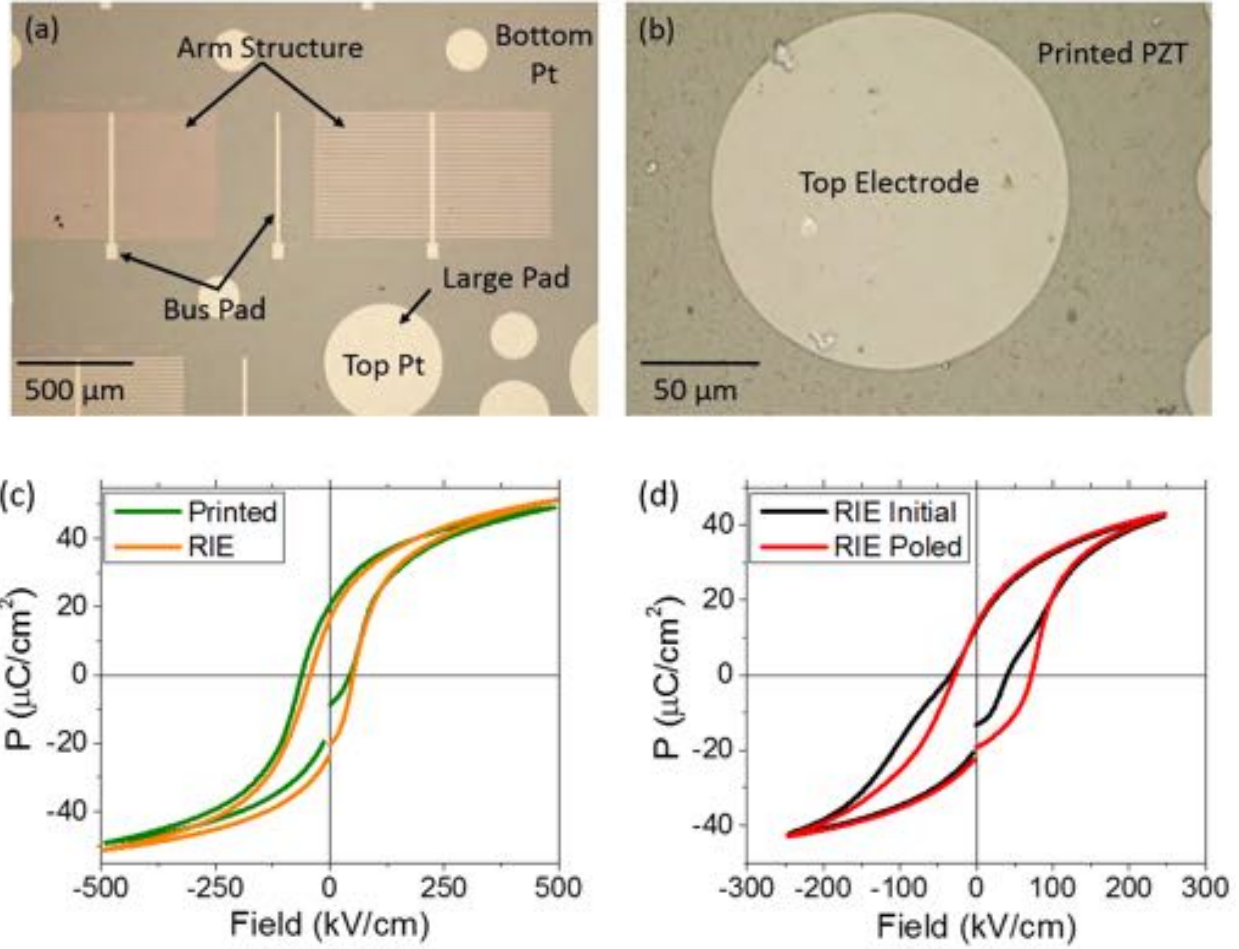 (a)
Arm Structure
Bottom
Pt
Bus Pad
Large Pad
Top Pt
500 μm
(b)
Printed PZT
Top Electrode
50 μm
(c)
Printed
RIE
P (μC/cm²)
40
20
0
-20
-40
-500 -250 0 250 500
Field (kV/cm)
(d)
RIE Initial
RIE Poled
P (μC/cm²)
40
20
0
-20
-40
-300 -200 -100 0 100 200 300
Field (kV/cm)